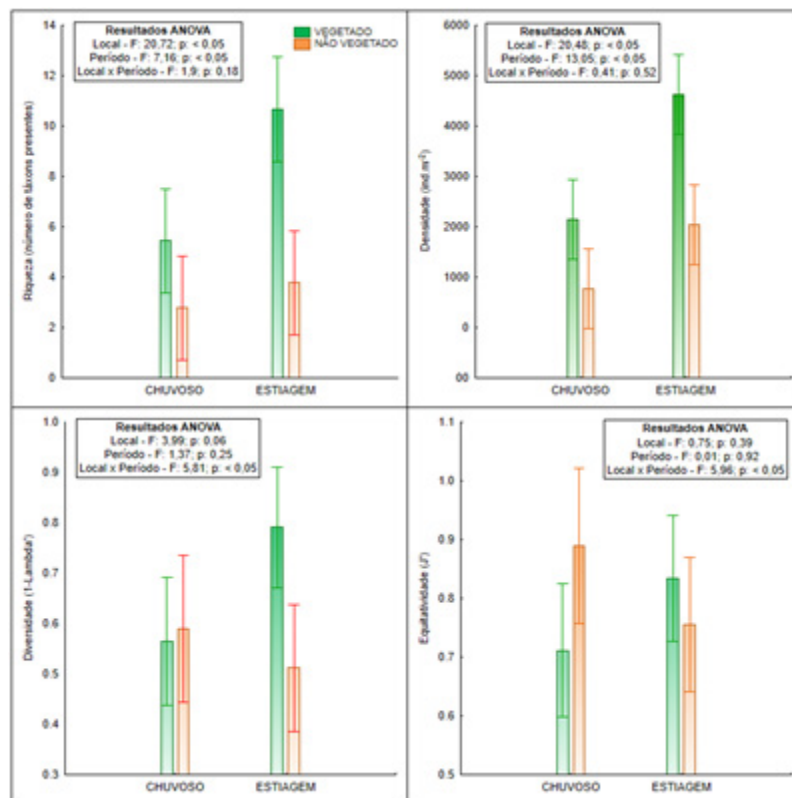 Resultados ANOVA
Local - F: 20,72; p: < 0,05
Período - F: 7,16; p: < 0,05
Local x Período - F: 1,9; p: 0,18
VEGETADO
NÃO VEGETADO
14
12
10
8
6
4
2
0
Riqueza (número de táxons presentes)
CHUVOSO
ESTIAGEM
Resultados ANOVA
Local - F: 20,48; p: < 0,05
Período - F: 13,05; p: < 0,05
Local x Período - F: 0,41; p: 0,52
6000
5000
4000
3000
2000
1000
0
00
Densidade (ind.m-2)
CHUVOSO
ESTIAGEM
Resultados ANOVA
Local - F: 3,99; p: 0,06
Período - F: 1,37; p: 0,25
Local x Período - F: 5,81; p: < 0,05
1.0
0.9
0.8
0.7
0.6
0.5
0.4
0.3
Diversidade (1-Lambda')
CHUVOSO
ESTIAGEM
Resultados ANOVA
Local - F: 0,75; p: 0,39
Período - F: 0,01; p: 0,92
Local x Período - F: 5,96; p: < 0,05
1.1
1.0
0.9
0.8
0.7
0.6
0.5
Equitatividade (J')
CHUVOSO
ESTIAGEM